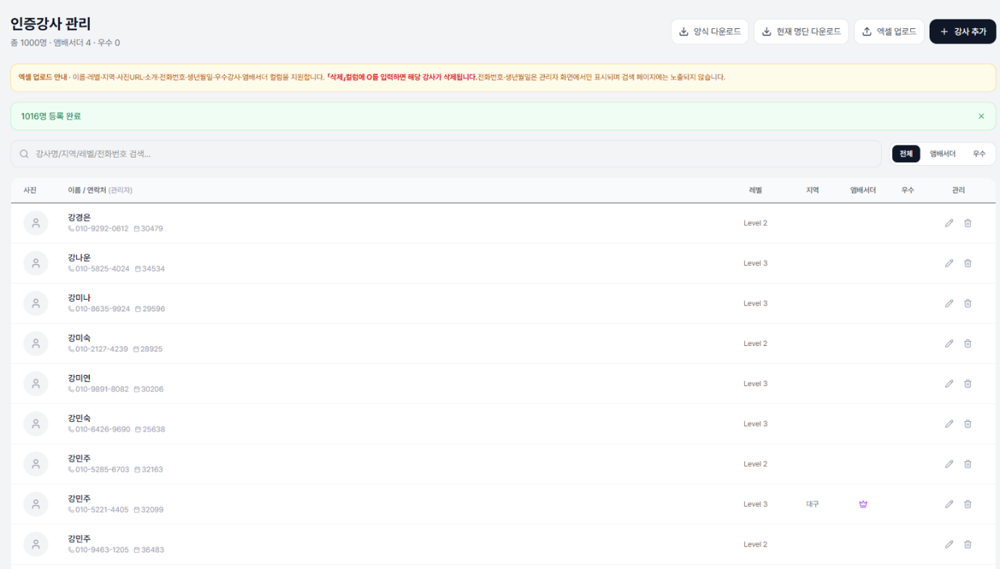 인증강사 관리
총 1000명 · 앰배서더 4 · 우수 0
양식 다운로드
현재 명단 다운로드
엑셀 업로드
+ 강사 추가
엑셀 업로드 안내 · 이름·레벨·지역·사진URL·소개·전화번호·생년월일·우수강사·앰배서더 컬럼을 지원합니다. 「삭제」컬럼에 O를 입력하면 해당 강사가 삭제됩니다.전화번호·생년월일은 관리자 화면에서만 표시되며 검색 페이지에는 노출되지 않습니다.
1016명 등록 완료
강사명/지역/레벨/전화번호 검색...
전체 앰배서더 우수
사진 이름 / 연락처 (관리자) 레벨 지역 앰배서더 우수 관리
강경은
010-9292-0612 30479
Level 2
강나운
010-5825-4024 34534
Level 3
강미나
010-8635-9924 29596
Level 3
강미숙
010-2127-4239 28925
Level 2
강미연
010-9891-8082 30206
Level 3
강민숙
010-6426-9690 25638
Level 3
강민주
010-5285-6703 32163
Level 2
강민주
010-5221-4405 32099
Level 3 대구
강민주
010-9463-1205 36483
Level 2